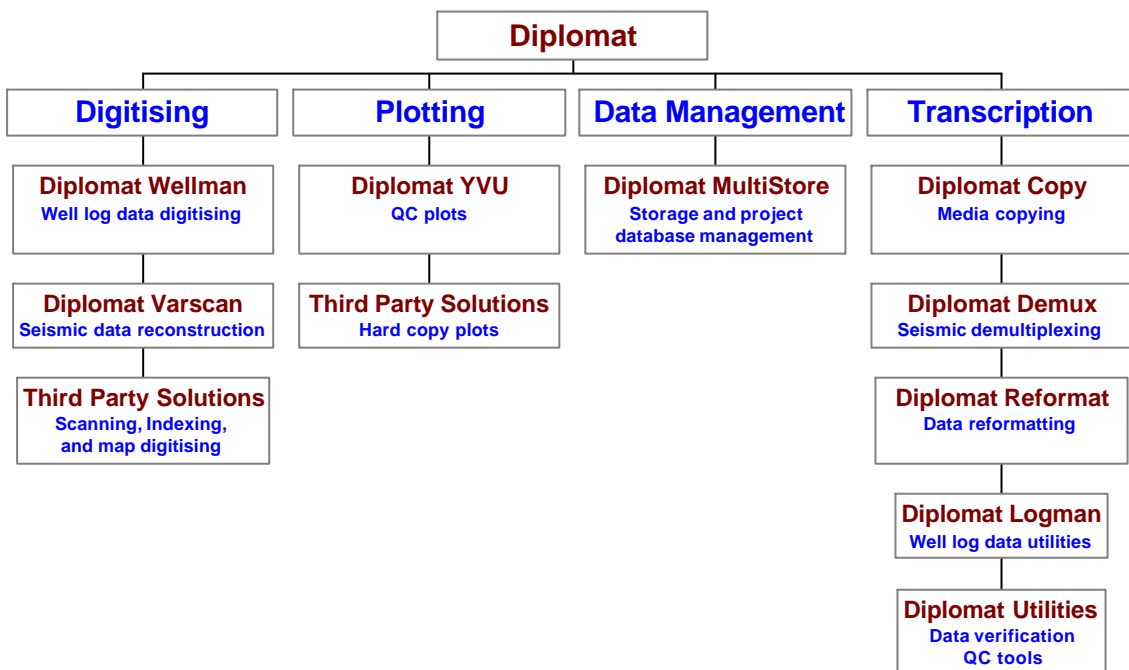 Diplomat
Digitising
Plotting
Data Management
Transcription
Diplomat Wellman
Well log data digitising
Diplomat YVU
QC plots
Diplomat MultiStore
Storage and project
database management
Diplomat Copy
Media copying
Diplomat Varscan
Seismic data reconstruction
Third Party Solutions
Hard copy plots
Diplomat Demux
Seismic demultiplexing
Third Party Solutions
Scanning, Indexing,
and map digitising
Diplomat Reformat
Data reformatting
Diplomat Logman
Well log data utilities
Diplomat Utilities
Data verification
QC tools